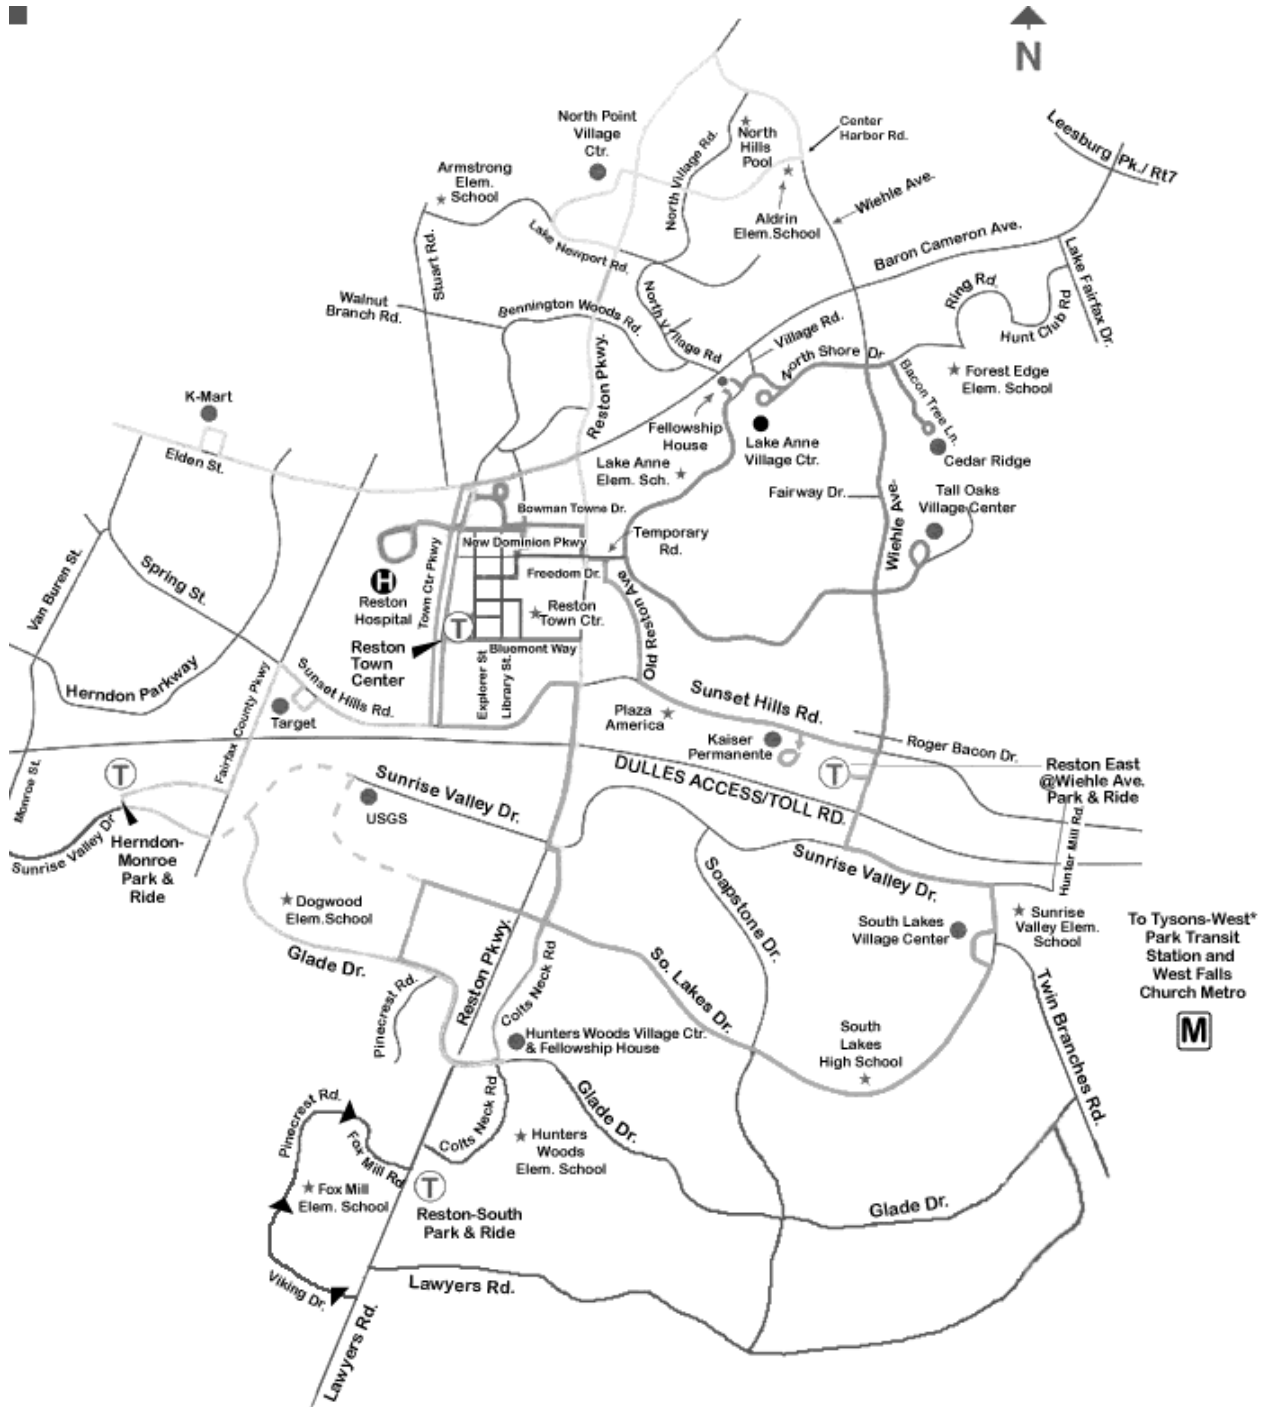 N
North Point
Village
Ctr.
North Village Rd.
North
Hills
Pool
Center
Harbor Rd.
Leesburg Pk./ Rt7
Armstrong
Elem.
School
Wiehle Ave.
Aldrin
Elem.School
Lake Newport Rd.
Baron Cameron Ave.
Stuart Rd.
Lake Fairfax Dr.
Ring Rd.
Hunt Club Rd
Walnut
Branch Rd.
Bennington Woods Rd.
North Village Rd
Village Rd.
North Shore Dr
Reston Pkwy.
Bacon Tree Ln.
Forest Edge
Elem. School
K-Mart
Elden St.
Fellowship
House
Lake Anne
Village Ctr.
Cedar Ridge
Lake Anne
Elem. Sch.
Fairway Dr.
Tall Oaks
Village Center
Wiehle Ave.
Bowman Towne Dr.
Temporary
Rd.
New Dominion Pkwy
Town Ctr Pkwy
Freedom Dr.
Old Reston Ave
Van Buren St.
Spring St.
H
Reston
Hospital
Reston
Town Ctr.
T
Reston
Town
Center
Bluemont Way
Explorer St
Library St.
Herndon Parkway
Fairfax County Pkwy
Sunset Hills Rd.
Sunset Hills Rd.
Target
Plaza
America
Kaiser
Permanente
Roger Bacon Dr.
Monroe St.
T
Sunrise Valley Dr.
USGS
DULLES ACCESS/TOLL RD.
T
Reston East
@Wiehle Ave.
Park & Ride
Hunter Mill Rd.
Sunrise Valley Dr
Herndon-
Monroe
Park &
Ride
Sunrise Valley Dr.
Soapstone Dr.
Dogwood
Elem.School
South Lakes
Village Center
Sunrise
Valley Elem.
School
To Tysons-West*
Park Transit
Station and
West Falls
Church Metro
M
Glade Dr.
Reston Pkwy.
Colts Neck Rd
So. Lakes Dr.
Pinecrest Rd.
Twin Branches Rd.
Hunters Woods Village Ctr.
& Fellowship House
South
Lakes
High School
Pinecrest Rd.
Fox Mill Rd
Colts Neck Rd
Glade Dr.
Hunters
Woods
Elem. School
Fox Mill
Elem. School
T
Reston-South
Park & Ride
Glade Dr.
Viking Dr.
Lawyers Rd.
Lawyers Rd.